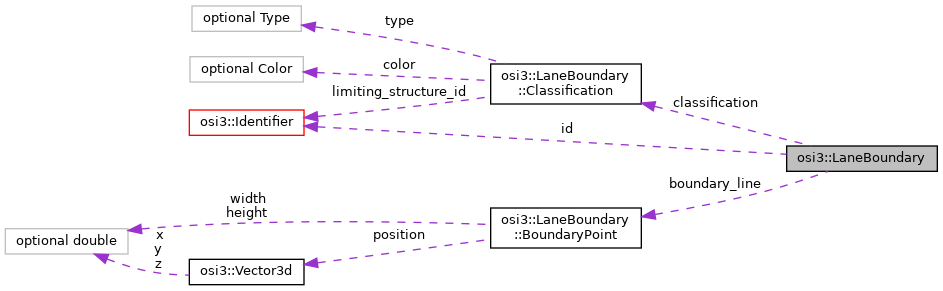 optional Type
type
optional Color
color
osi3::LaneBoundary
::Classification
limiting_structure_id
classification
osi3::Identifier
id
osi3::LaneBoundary
boundary_line
width
height
osi3::LaneBoundary
::BoundaryPoint
optional double
x
y
z
position
osi3::Vector3d